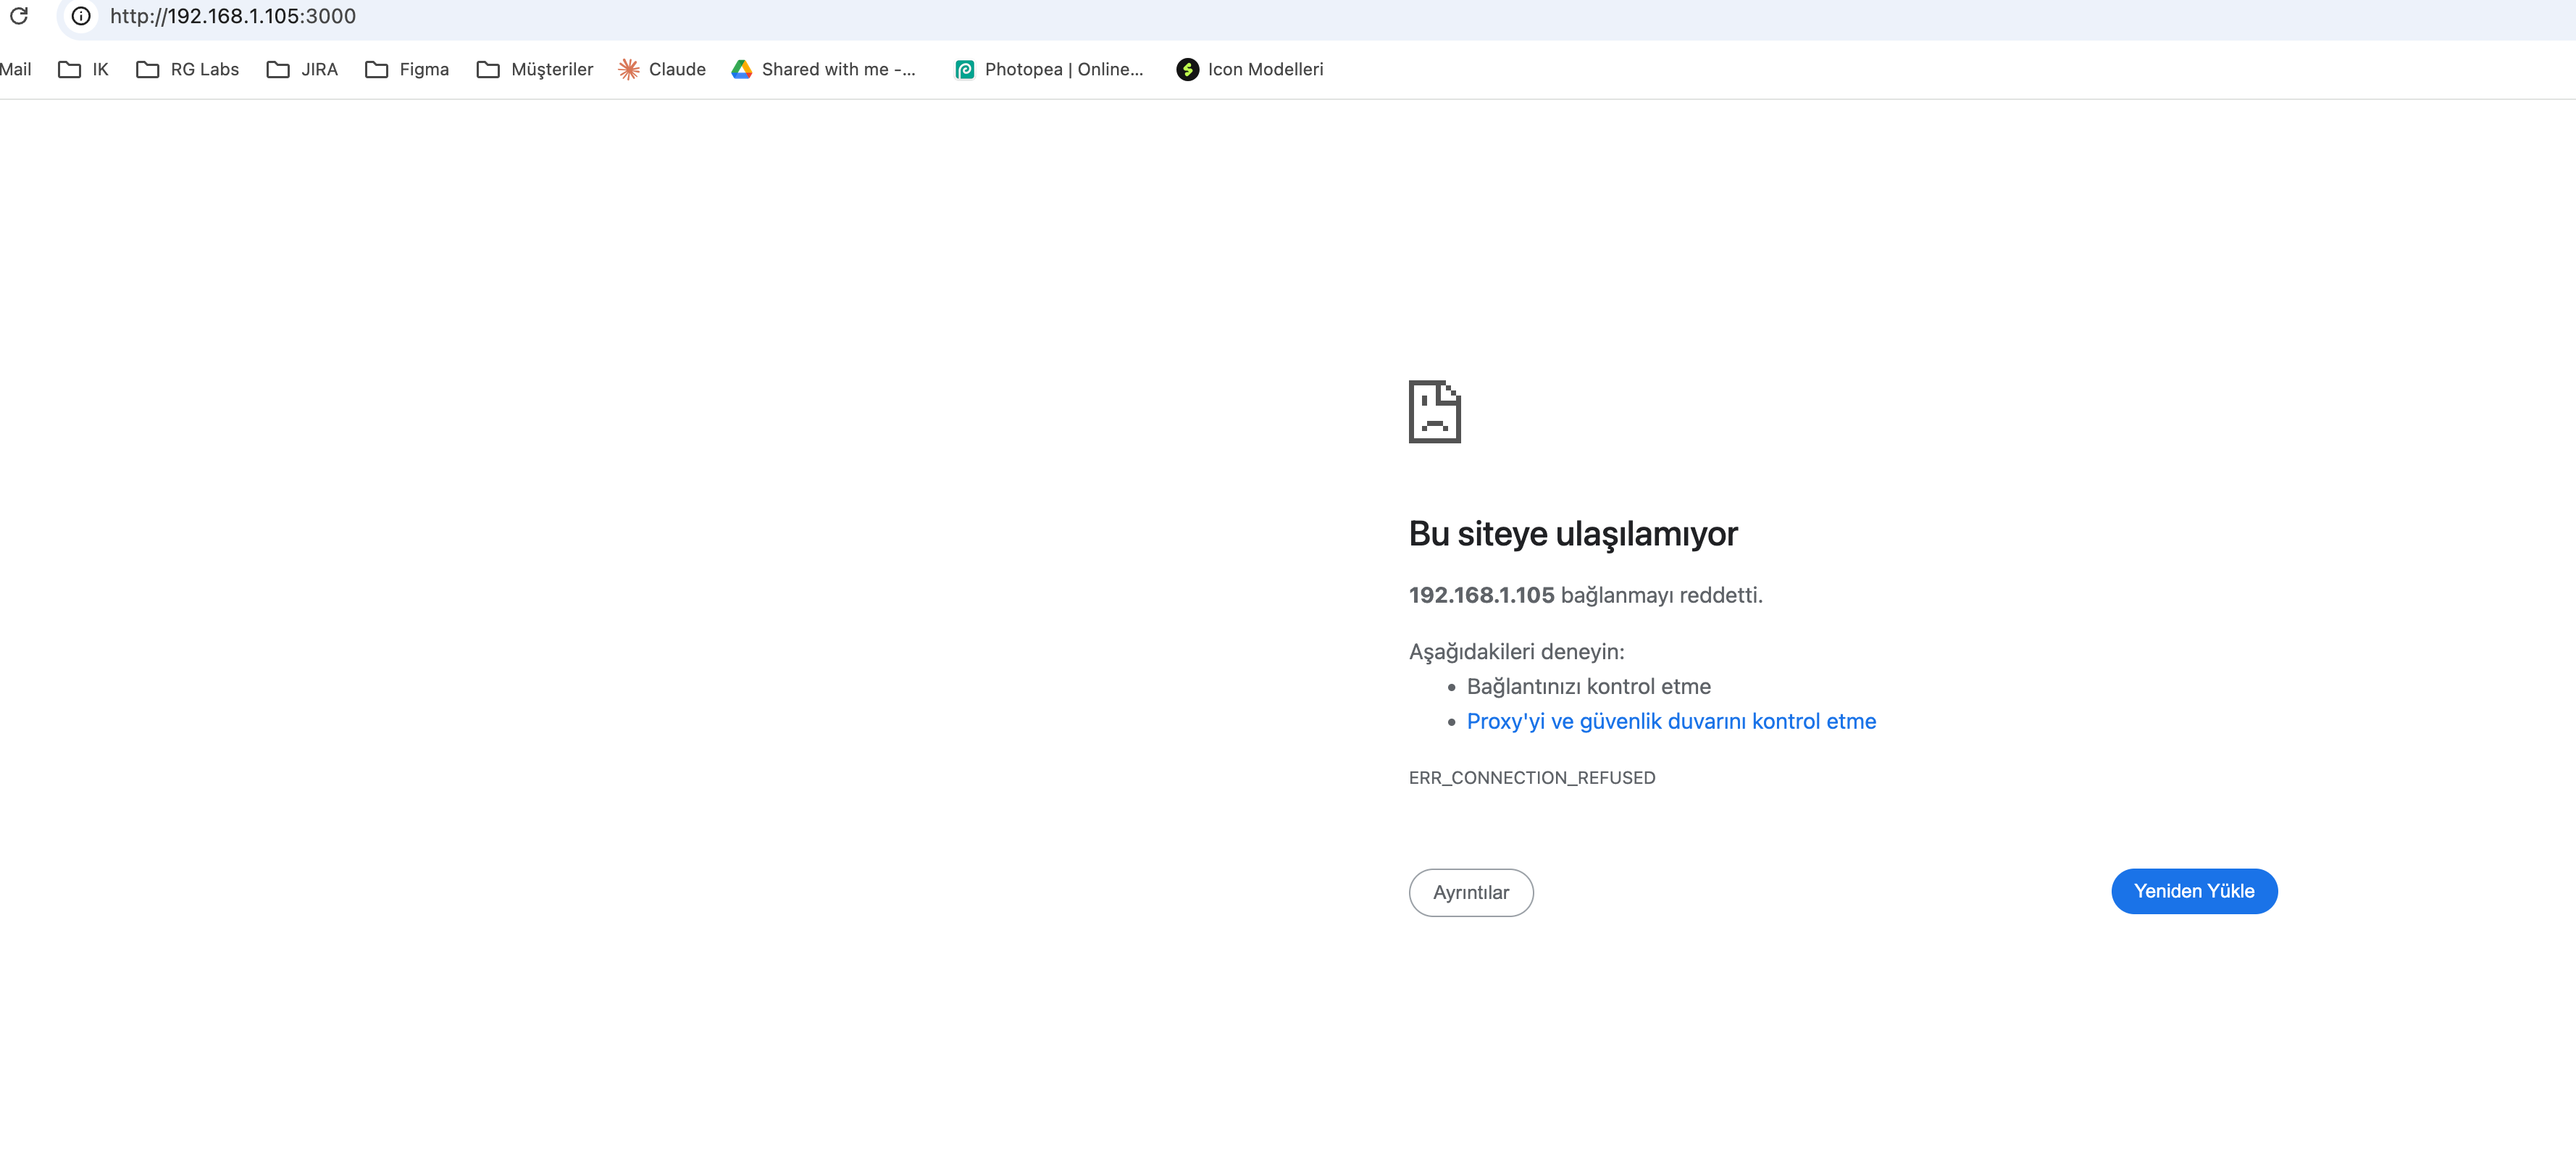 http://192.168.1.105:3000
Mail IK RG Labs JIRA Figma Müşteriler Claude Shared with me -... Photopea | Online... Icon Modelleri
Bu siteye ulaşılamıyor
192.168.1.105 bağlanmayı reddetti.
Aşağıdakileri deneyin:
Bağlantınızı kontrol etme
Proxy'yi ve güvenlik duvarını kontrol etme
ERR_CONNECTION_REFUSED
Ayrıntılar Yeniden Yükle